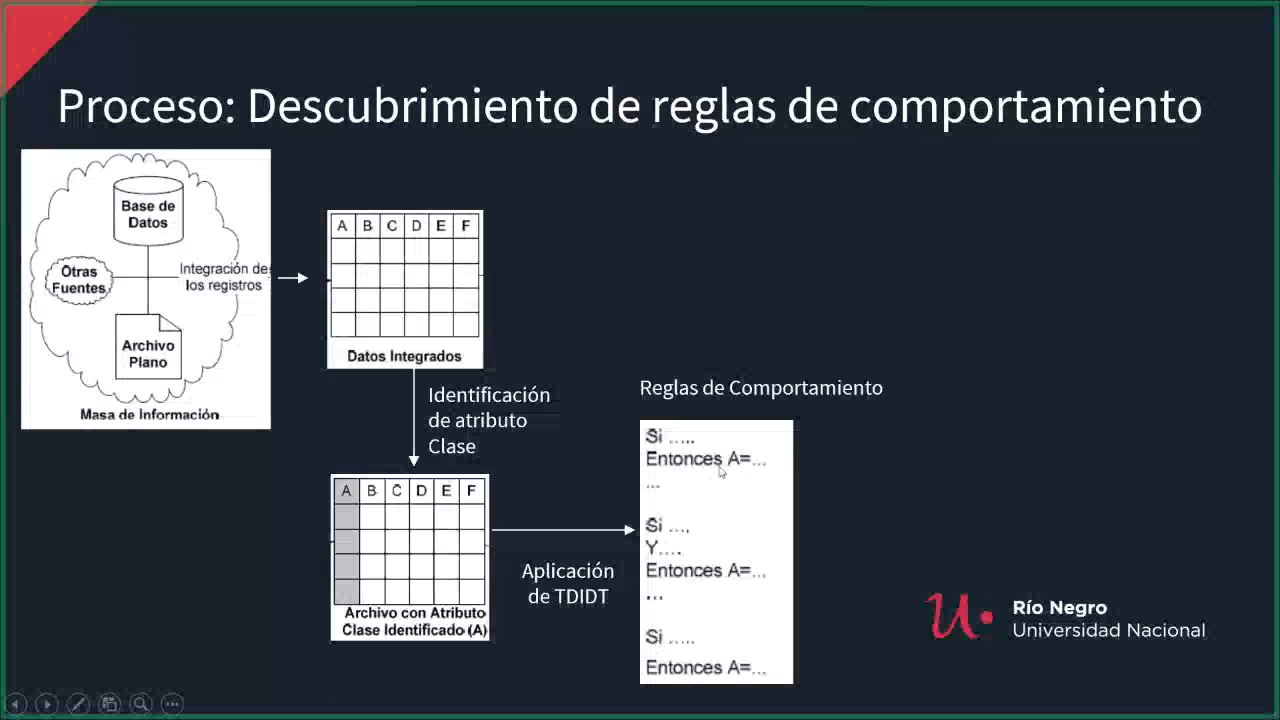 Proceso: Descubrimiento de reglas de comportamiento
Base de
Datos
Otras
Fuentes
Integración de
los registros
Archivo
Plano
Masa de Información
A B C D E F
Datos Integrados
Identificación
de atributo
Clase
A B C D E F
Archivo con Atributo
Clase Identificado (A)
Aplicación
de TDIDT
Reglas de Comportamiento
Si .....
Entonces A=...
...
Si ...,
Y....
Entonces A=...
...
Si .....
Entonces A=...
Río Negro
Universidad Nacional